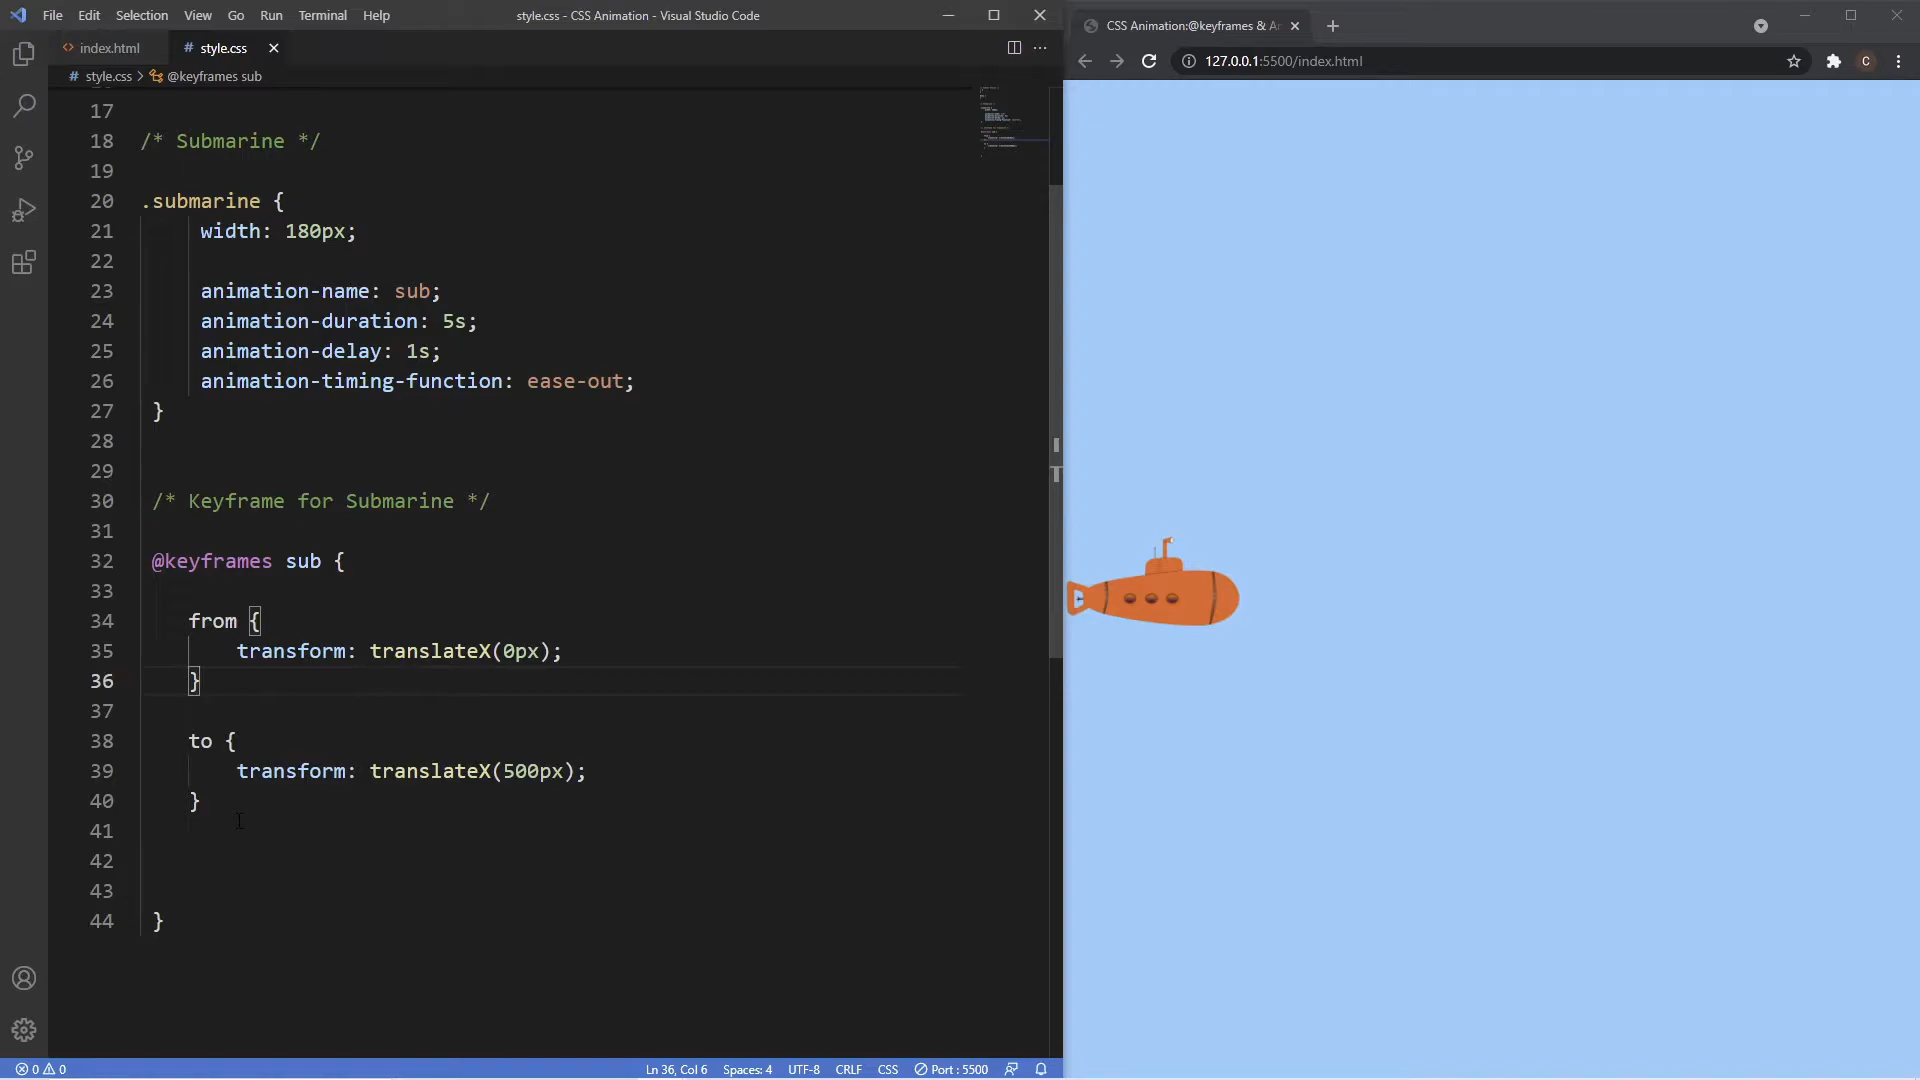 File Edit Selection View Go Run Terminal Help
style.css - CSS Animation - Visual Studio Code
index.html
# style.css
# style.css > @keyframes sub
17
18 /* Submarine */
19
20 .submarine {
21 width: 180px;
22
23 animation-name: sub;
24 animation-duration: 5s;
25 animation-delay: 1s;
26 animation-timing-function: ease-out;
27 }
28
29
30 /* Keyframe for Submarine */
31
32 @keyframes sub {
33
34 from {
35 transform: translateX(0px);
36 }
37
38 to {
39 transform: translateX(500px);
40 }
41
42
43
44 }
0 0
Ln 36, Col 6 Spaces: 4 UTF-8 CRLF CSS Port : 5500
CSS Animation:@keyframes &
127.0.0.1:5500/index.html
C